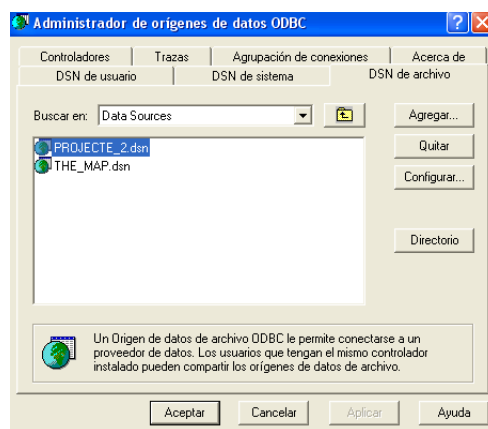 Administrador de orígenes de datos ODBC
Controladores Trazas Agrupación de conexiones Acerca de
DSN de usuario DSN de sistema DSN de archivo
Buscar en: Data Sources Agregar...
PROJECTE_2.dsn Quitar
THE_MAP.dsn
Configurar...
Directorio
Un Origen de datos de archivo ODBC le permite conectarse a un
proveedor de datos. Los usuarios que tengan el mismo controlador
instalado pueden compartir los orígenes de datos de archivo.
Aceptar Cancelar Aplicar Ayuda